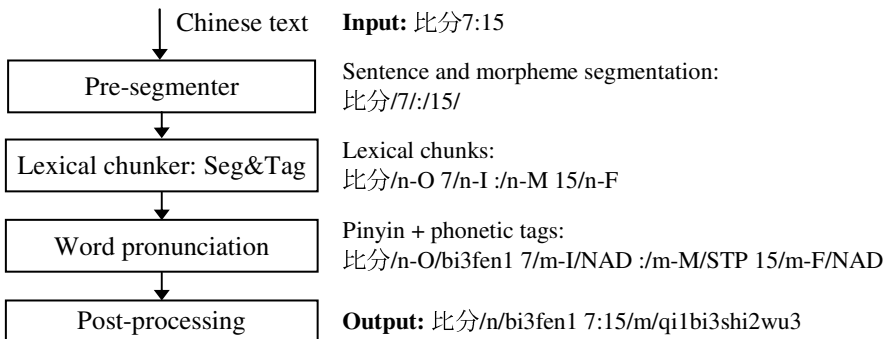 Chinese text Input: 比分7:15
Pre-segmenter
Sentence and morpheme segmentation:
比分/7/:/15/
Lexical chunker: Seg&Tag
Lexical chunks:
比分/n-O 7/n-I :/n-M 15/n-F
Word pronunciation
Pinyin + phonetic tags:
比分/n-O/bi3fen1 7/m-I/NAD :/m-M/STP 15/m-F/NAD
Post-processing
Output: 比分/n/bi3fen1 7:15/m/qi1bi3shi2wu3